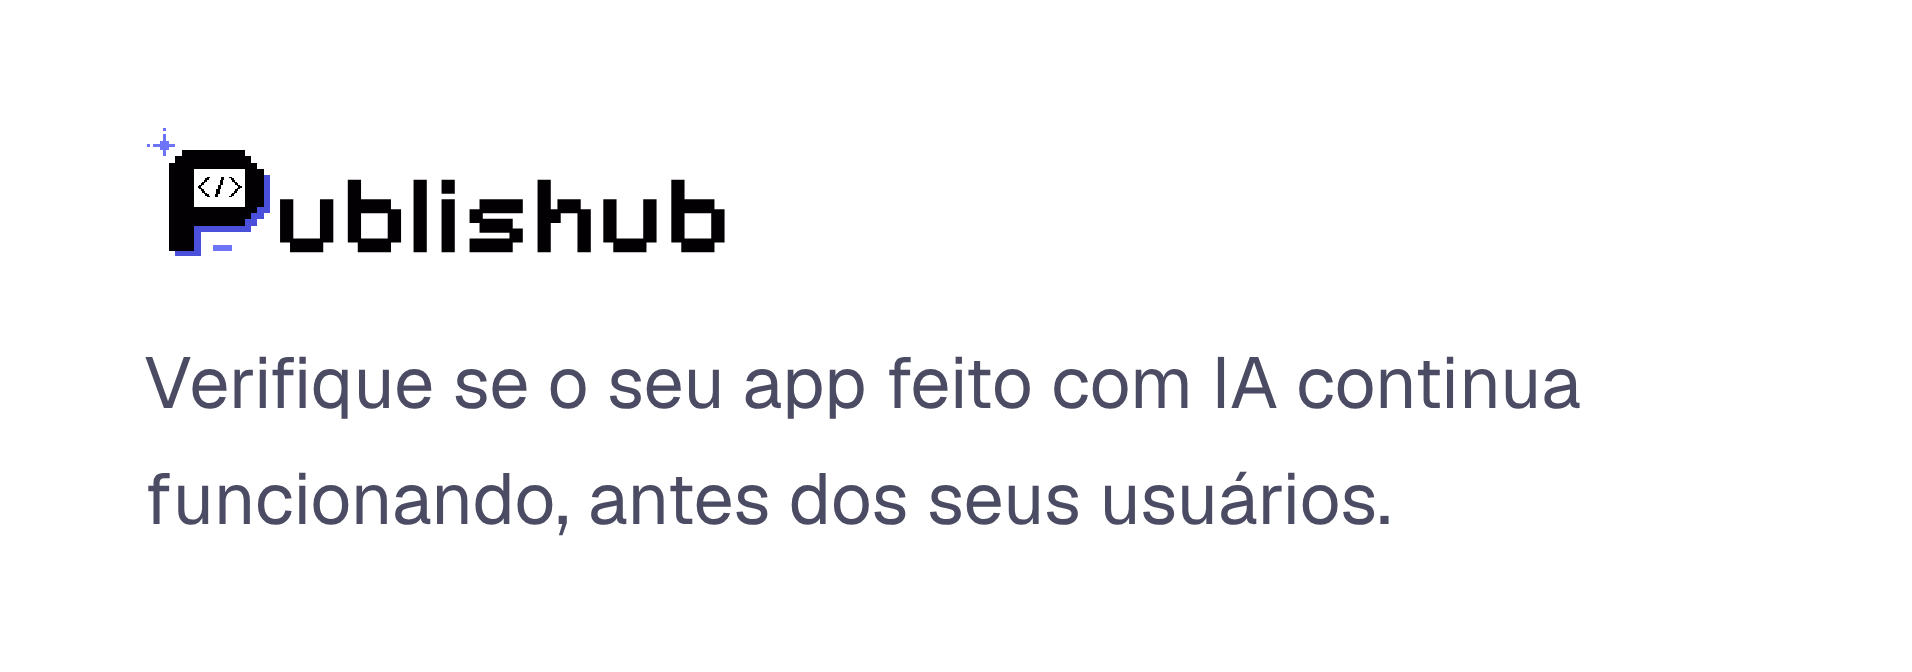 Publishub
Verifique se o seu app feito com IA continua
funcionando, antes dos seus usuários.